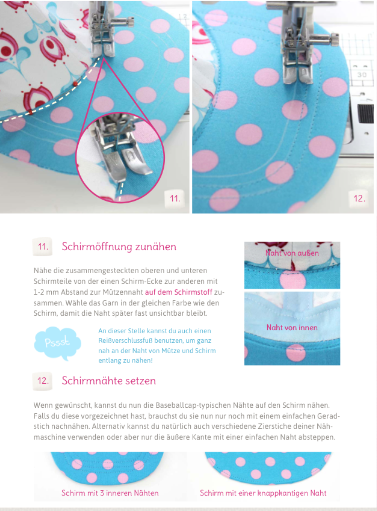 11.
12.
11. Schirmöffnung zunähen
Nähe die zusammengesteckten oberen und unteren
Schirmteile von der einen Schirm-Ecke zur anderen mit
1-2 mm Abstand zur Mützennaht auf dem Schirmstoff zu-
sammen. Wähle das Garn in der gleichen Farbe wie den
Schirm, damit die Naht später fast unsichtbar bleibt.
Naht von außen
Naht von innen
Pssst
An dieser Stelle kannst du auch einen
Reißverschlussfuß benutzen, um ganz
nah an der Naht von Mütze und Schirm
entlang zu nähen!
12. Schirmnähte setzen
Wenn gewünscht, kannst du nun die Baseballcap-typischen Nähte auf den Schirm nähen.
Falls du diese vorgezeichnet hast, brauchst du sie nun nur noch mit einem einfachen Gerad-
stich nachnähen. Alternativ kannst du natürlich auch verschiedene Zierstiche deiner Näh-
maschine verwenden oder aber nur die äußere Kante mit einer einfachen Naht absteppen.
Schirm mit 3 inneren Nähten
Schirm mit einer knappkantigen Naht